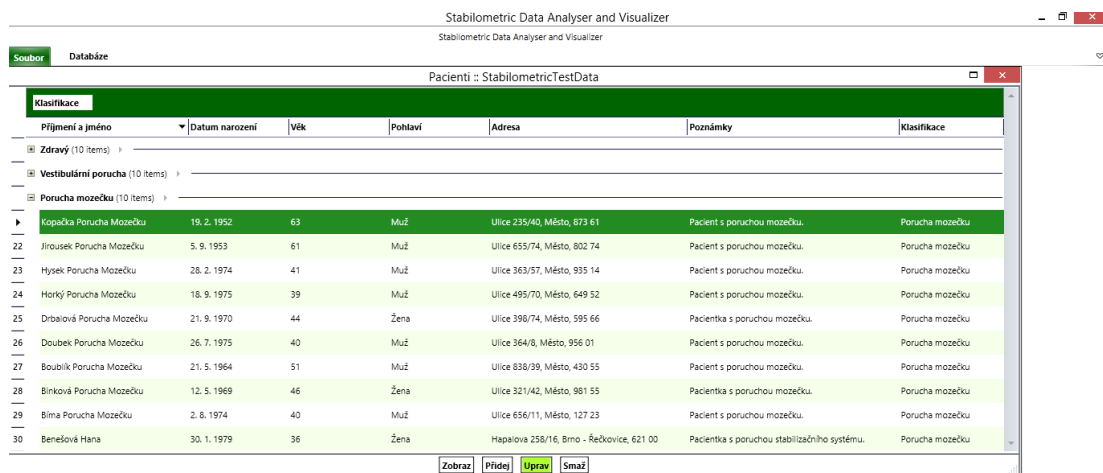 Stabilometric Data Analyser and Visualizer
Stabilometric Data Analyser and Visualizer
Soubor Databáze
Pacienti :: StabilometricTestData
Klasifikace
Příjmení a jméno Datum narození Věk Pohlaví Adresa Poznámky Klasifikace
Zdravý (10 items)
Vestibulární porucha (10 items)
Porucha mozečku (10 items)
Kopačka Porucha Mozečku 19. 2. 1952 63 Muž Ulice 235/40, Město, 873 61 Pacient s poruchou mozečku. Porucha mozečku
22 Jirousek Porucha Mozečku 5. 9. 1953 61 Muž Ulice 655/74, Město, 802 74 Pacient s poruchou mozečku. Porucha mozečku
23 Hysek Porucha Mozečku 28. 2. 1974 41 Muž Ulice 363/57, Město, 935 14 Pacient s poruchou mozečku. Porucha mozečku
24 Horký Porucha Mozečku 18. 9. 1975 39 Muž Ulice 495/70, Město, 649 52 Pacient s poruchou mozečku. Porucha mozečku
25 Drbalová Porucha Mozečku 21. 9. 1970 44 Žena Ulice 398/74, Město, 595 66 Pacientka s poruchou mozečku. Porucha mozečku
26 Doubek Porucha Mozečku 26. 7. 1975 40 Muž Ulice 364/8, Město, 956 01 Pacient s poruchou mozečku. Porucha mozečku
27 Boublík Porucha Mozečku 21. 5. 1964 51 Muž Ulice 838/39, Město, 430 55 Pacient s poruchou mozečku. Porucha mozečku
28 Binková Porucha Mozečku 12. 5. 1969 46 Žena Ulice 321/42, Město, 981 55 Pacientka s poruchou mozečku. Porucha mozečku
29 Bíma Porucha Mozečku 2. 8. 1974 40 Muž Ulice 656/11, Město, 127 23 Pacient s poruchou mozečku. Porucha mozečku
30 Benešová Hana 30. 1. 1979 36 Žena Hapalova 258/16, Brno - Řečkovice, 621 00 Pacientka s poruchou stabilizačního systému. Porucha mozečku
Zobraz Přidej Uprav Smaž